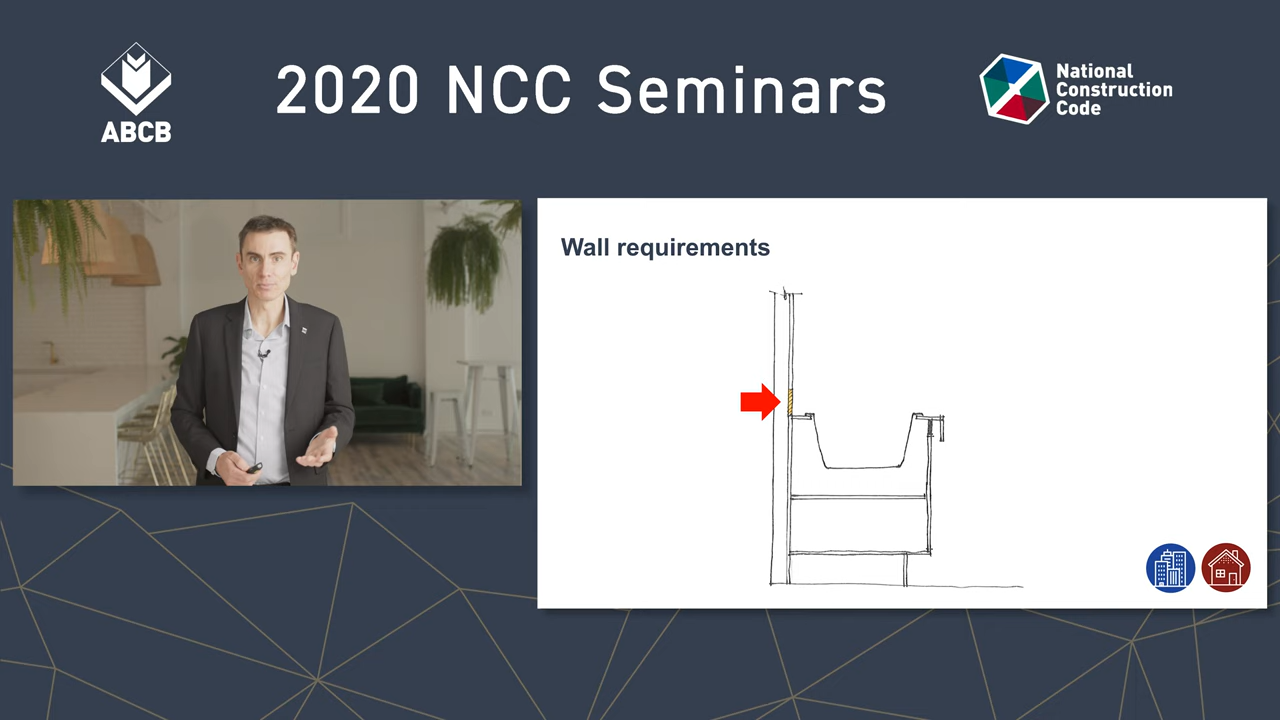 ABCB
2020 NCC Seminars
National
Construction
Code
Wall requirements